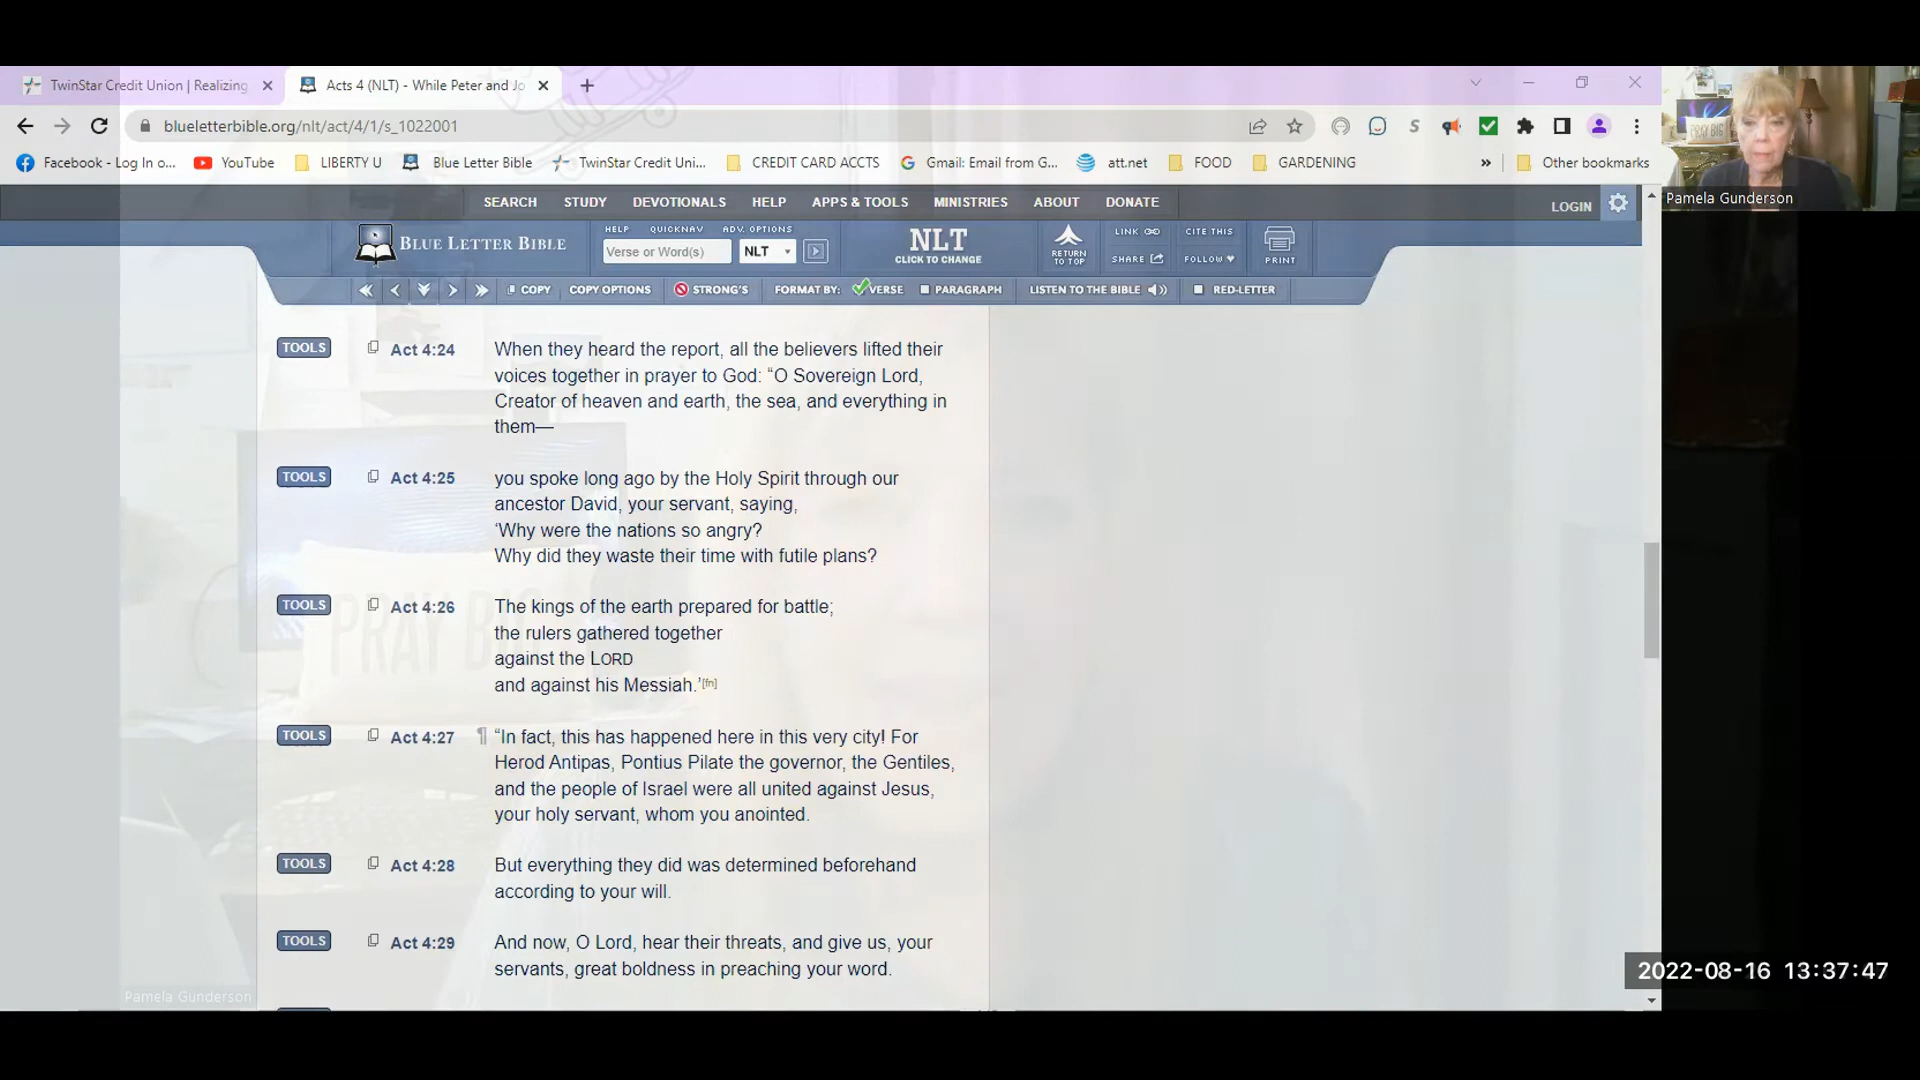 TwinStar Credit Union | Realizing
Acts 4 (NLT) - While Peter and Jo
blueletterbible.org/nlt/act/4/1/s_1022001
Facebook - Log In o...
YouTube
LIBERTY U
Blue Letter Bible
TwinStar Credit Uni...
CREDIT CARD ACCTS
Gmail: Email from G...
att.net
FOOD
GARDENING
»
Other bookmarks
PRAY BIG
Pamela Gunderson
SEARCH STUDY DEVOTIONALS HELP APPS & TOOLS MINISTRIES ABOUT DONATE
LOGIN
BLUE LETTER BIBLE
HELP QUICKNAV ADV. OPTIONS
Verse or Word(s) NLT
NLT
CLICK TO CHANGE
RETURN
TO TOP
LINK
CITE THIS
SHARE
FOLLOW
PRINT
COPY COPY OPTIONS STRONG'S FORMAT BY: VERSE PARAGRAPH LISTEN TO THE BIBLE RED-LETTER
TOOLS Act 4:24 When they heard the report, all the believers lifted their
voices together in prayer to God: “O Sovereign Lord,
Creator of heaven and earth, the sea, and everything in
them—
TOOLS Act 4:25 you spoke long ago by the Holy Spirit through our
ancestor David, your servant, saying,
‘Why were the nations so angry?
Why did they waste their time with futile plans?
TOOLS Act 4:26 The kings of the earth prepared for battle;
the rulers gathered together
against the LORD
and against his Messiah.’[fn]
PRAY BIG
TOOLS Act 4:27 ¶ “In fact, this has happened here in this very city! For
Herod Antipas, Pontius Pilate the governor, the Gentiles,
and the people of Israel were all united against Jesus,
your holy servant, whom you anointed.
TOOLS Act 4:28 But everything they did was determined beforehand
according to your will.
TOOLS Act 4:29 And now, O Lord, hear their threats, and give us, your
servants, great boldness in preaching your word.
Pamela Gunderson
2022-08-16 13:37:47